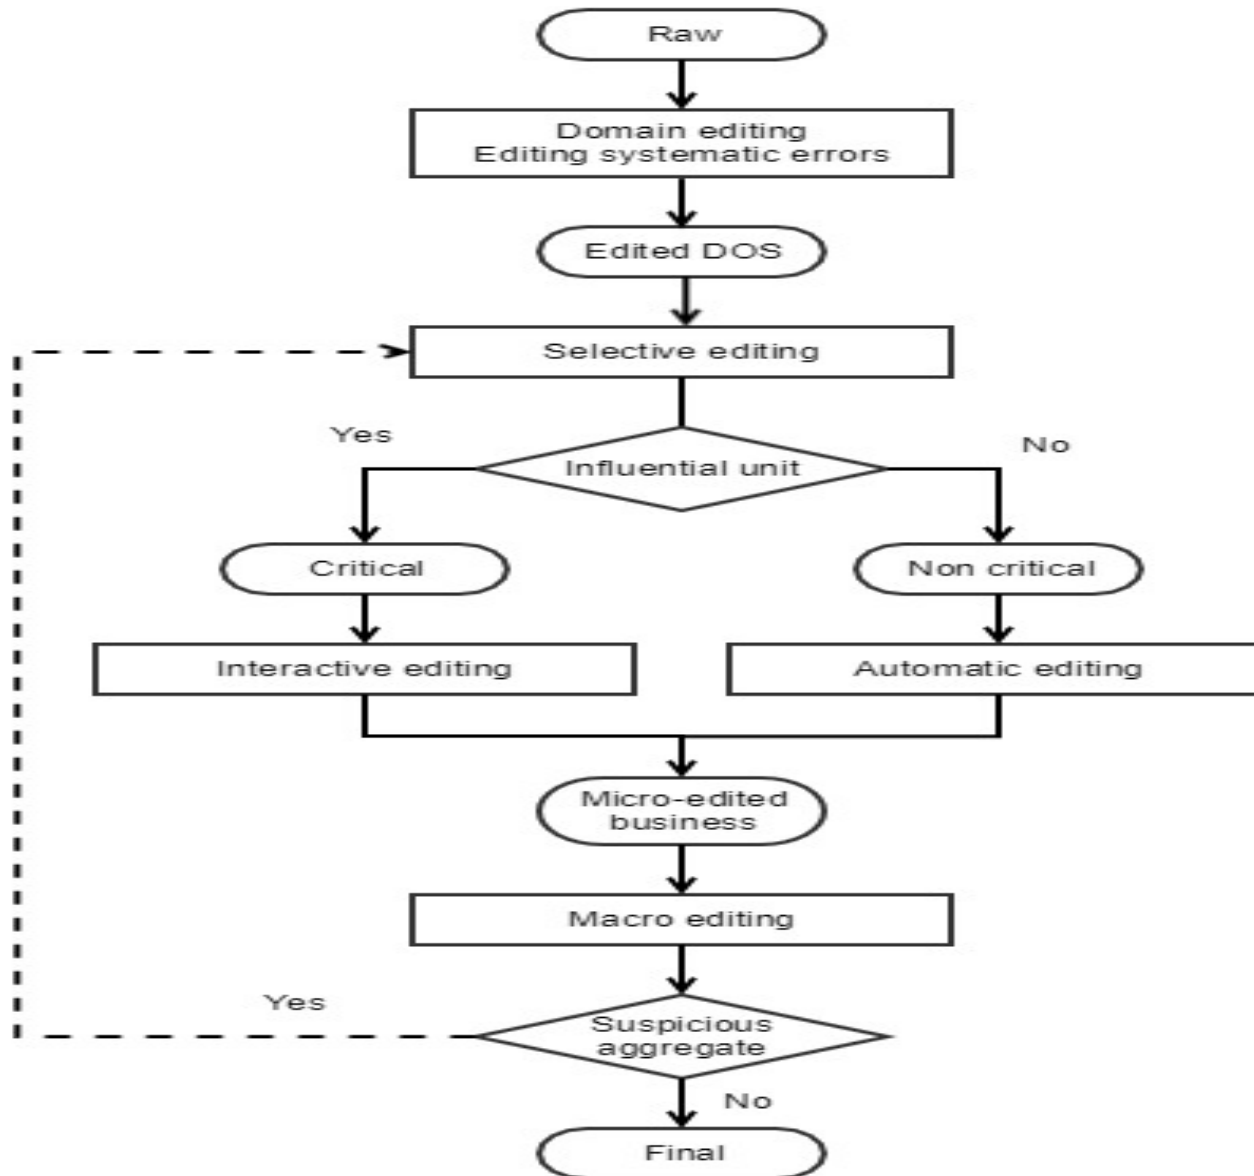 Raw
Domain editing
Editing systematic errors
Edited DOS
Selective editing
Yes
No
Influential unit
Critical
Non critical
Interactive editing
Automatic editing
Micro-edited
business
Macro editing
Yes
Suspicious
aggregate
No
Final